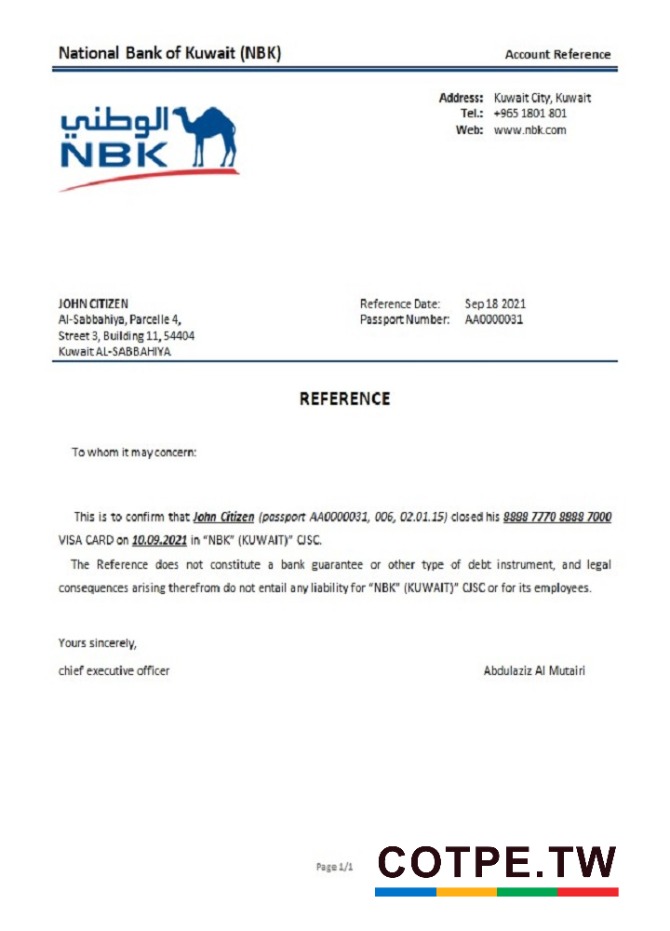 National Bank of Kuwait (NBK) Account Reference
Address: Kuwait City, Kuwait
Tel.: +965 1801 801
Web: www.nbk.com
الوطني
NBK
JOHN CITIZEN
Al-Sabbahiya, Parcelle 4,
Street 3, Building 11, 54404
Kuwait AL-SABBAHIYA
Reference Date: Sep 18 2021
Passport Number: AA0000031
REFERENCE
To whom it may concern:
This is to confirm that John Citizen (passport AA0000031, 006, 02.01.15) closed his 8888 7770 8888 7000
VISA CARD on 10.09.2021 in "NBK" (KUWAIT)" CJSC.
The Reference does not constitute a bank guarantee or other type of debt instrument, and legal
consequences arising therefrom do not entail any liability for "NBK" (KUWAIT)" CJSC or for its employees.
Yours sincerely,
chief executive officer Abdulaziz Al Mutairi
Page 1/1
COTPE.TW